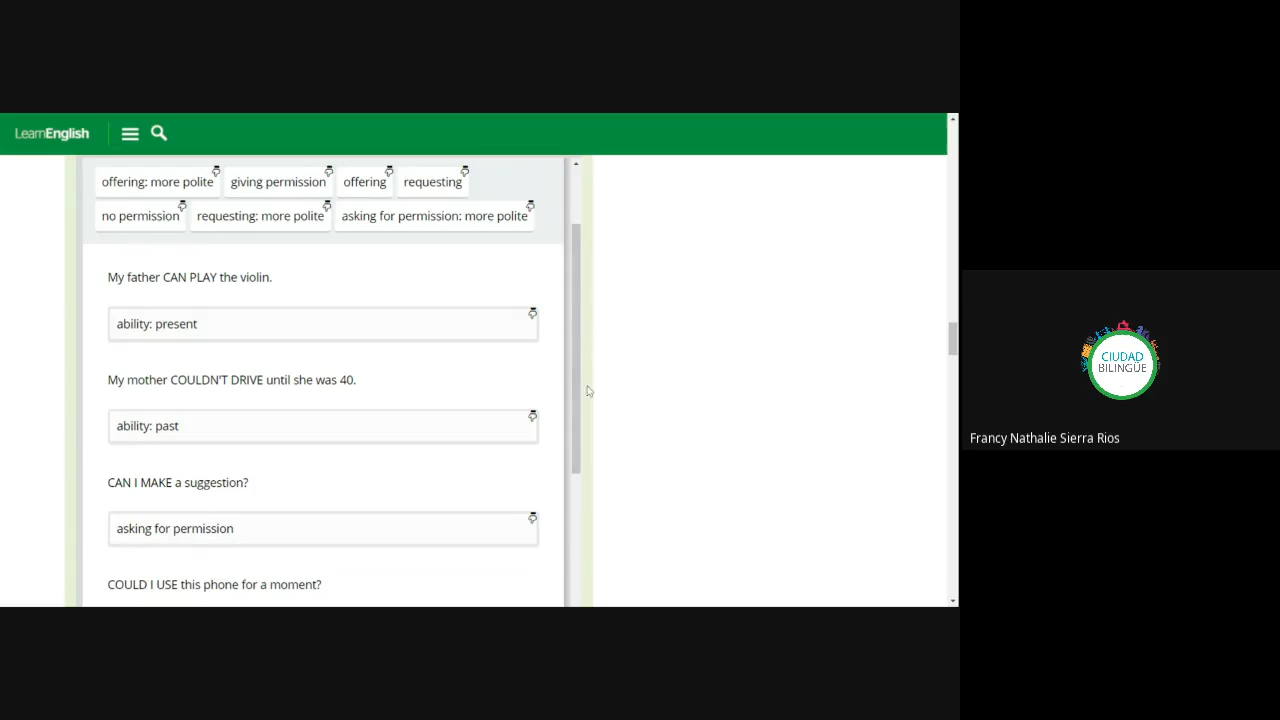 LearnEnglish
offering: more polite giving permission offering requesting
no permission requesting: more polite asking for permission: more polite
My father CAN PLAY the violin.
ability: present
My mother COULDN'T DRIVE until she was 40.
ability: past
CAN I MAKE a suggestion?
asking for permission
COULD I USE this phone for a moment?
CIUDAD
BILINGÜE
Francy Nathalie Sierra Rios